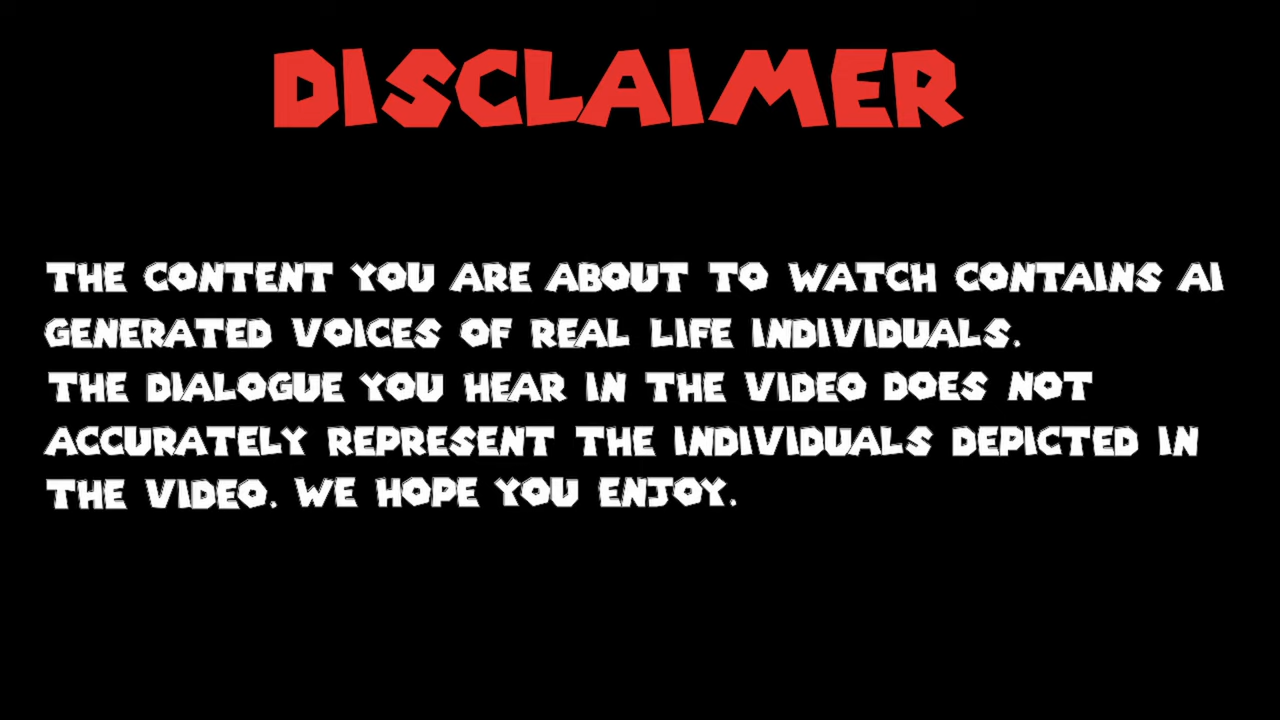 DISCLAIMER
THE CONTENT YOU ARE ABOUT TO WATCH CONTAINS AI
GENERATED VOICES OF REAL LIFE INDIVIDUALS.
THE DIALOGUE YOU HEAR IN THE VIDEO DOES NOT
ACCURATELY REPRESENT THE INDIVIDUALS DEPICTED IN
THE VIDEO. WE HOPE YOU ENJOY.